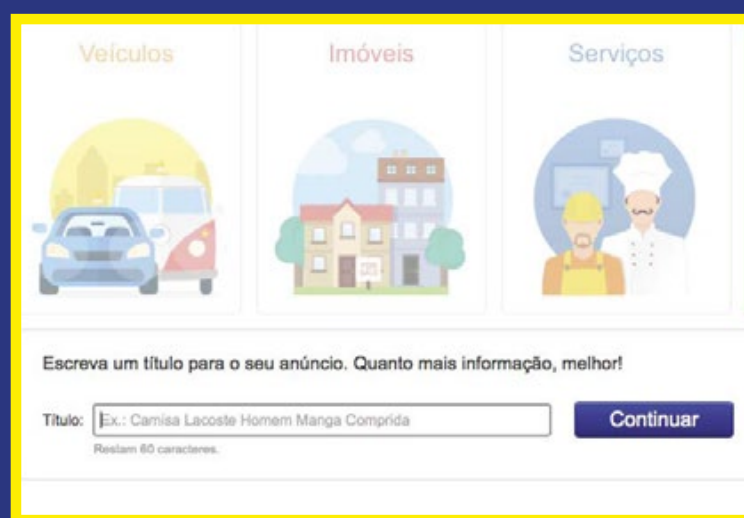 Veículos
Imóveis
Serviços
Escreva um título para o seu anúncio. Quanto mais informação, melhor!
Título: Ex.: Camisa Lacoste Homem Manga Comprida
Continuar
Restam 60 caracteres.